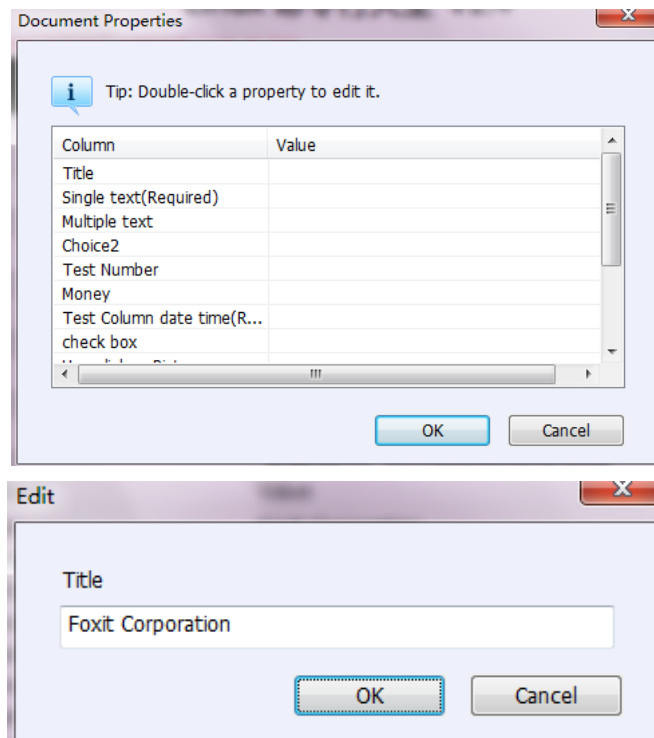 Document Properties
Tip: Double-click a property to edit it.
Column Value
Title
Single text(Required)
Multiple text
Choice2
Test Number
Money
Test Column date time(R...
check box
OK Cancel
Edit
Title
Foxit Corporation
OK Cancel